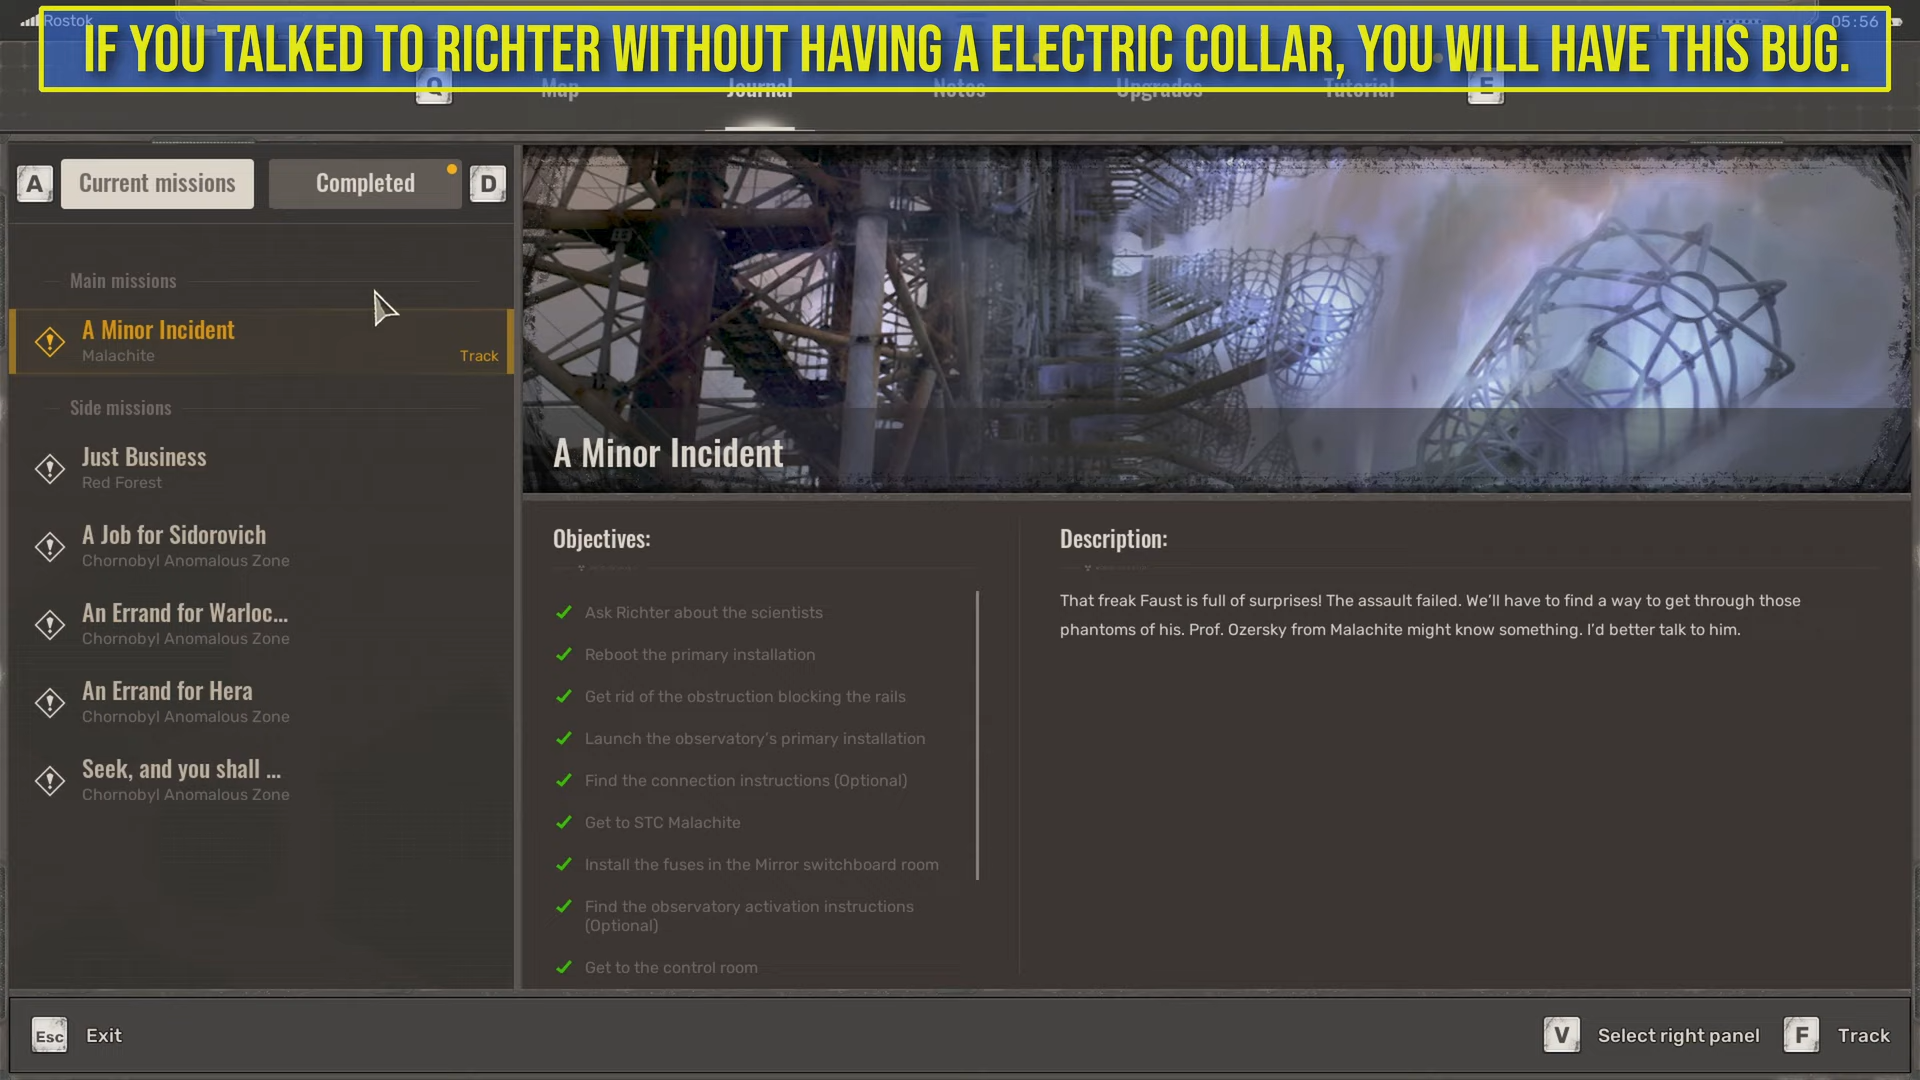 Rostok
05:56
IF YOU TALKED TO RICHTER WITHOUT HAVING A ELECTRIC COLLAR, YOU WILL HAVE THIS BUG.
Q
Map
Journal
Notes
Upgrades
Tutorial
E
A
Current missions
Completed
D
Main missions
A Minor Incident
Malachite
Track
Side missions
Just Business
Red Forest
A Job for Sidorovich
Chornobyl Anomalous Zone
An Errand for Warloc...
Chornobyl Anomalous Zone
An Errand for Hera
Chornobyl Anomalous Zone
Seek, and you shall ...
Chornobyl Anomalous Zone
A Minor Incident
Objectives:
Ask Richter about the scientists
Reboot the primary installation
Get rid of the obstruction blocking the rails
Launch the observatory's primary installation
Find the connection instructions (Optional)
Get to STC Malachite
Install the fuses in the Mirror switchboard room
Find the observatory activation instructions
(Optional)
Get to the control room
Description:
That freak Faust is full of surprises! The assault failed. We'll have to find a way to get through those
phantoms of his. Prof. Ozersky from Malachite might know something. I'd better talk to him.
Esc
Exit
V
Select right panel
F
Track